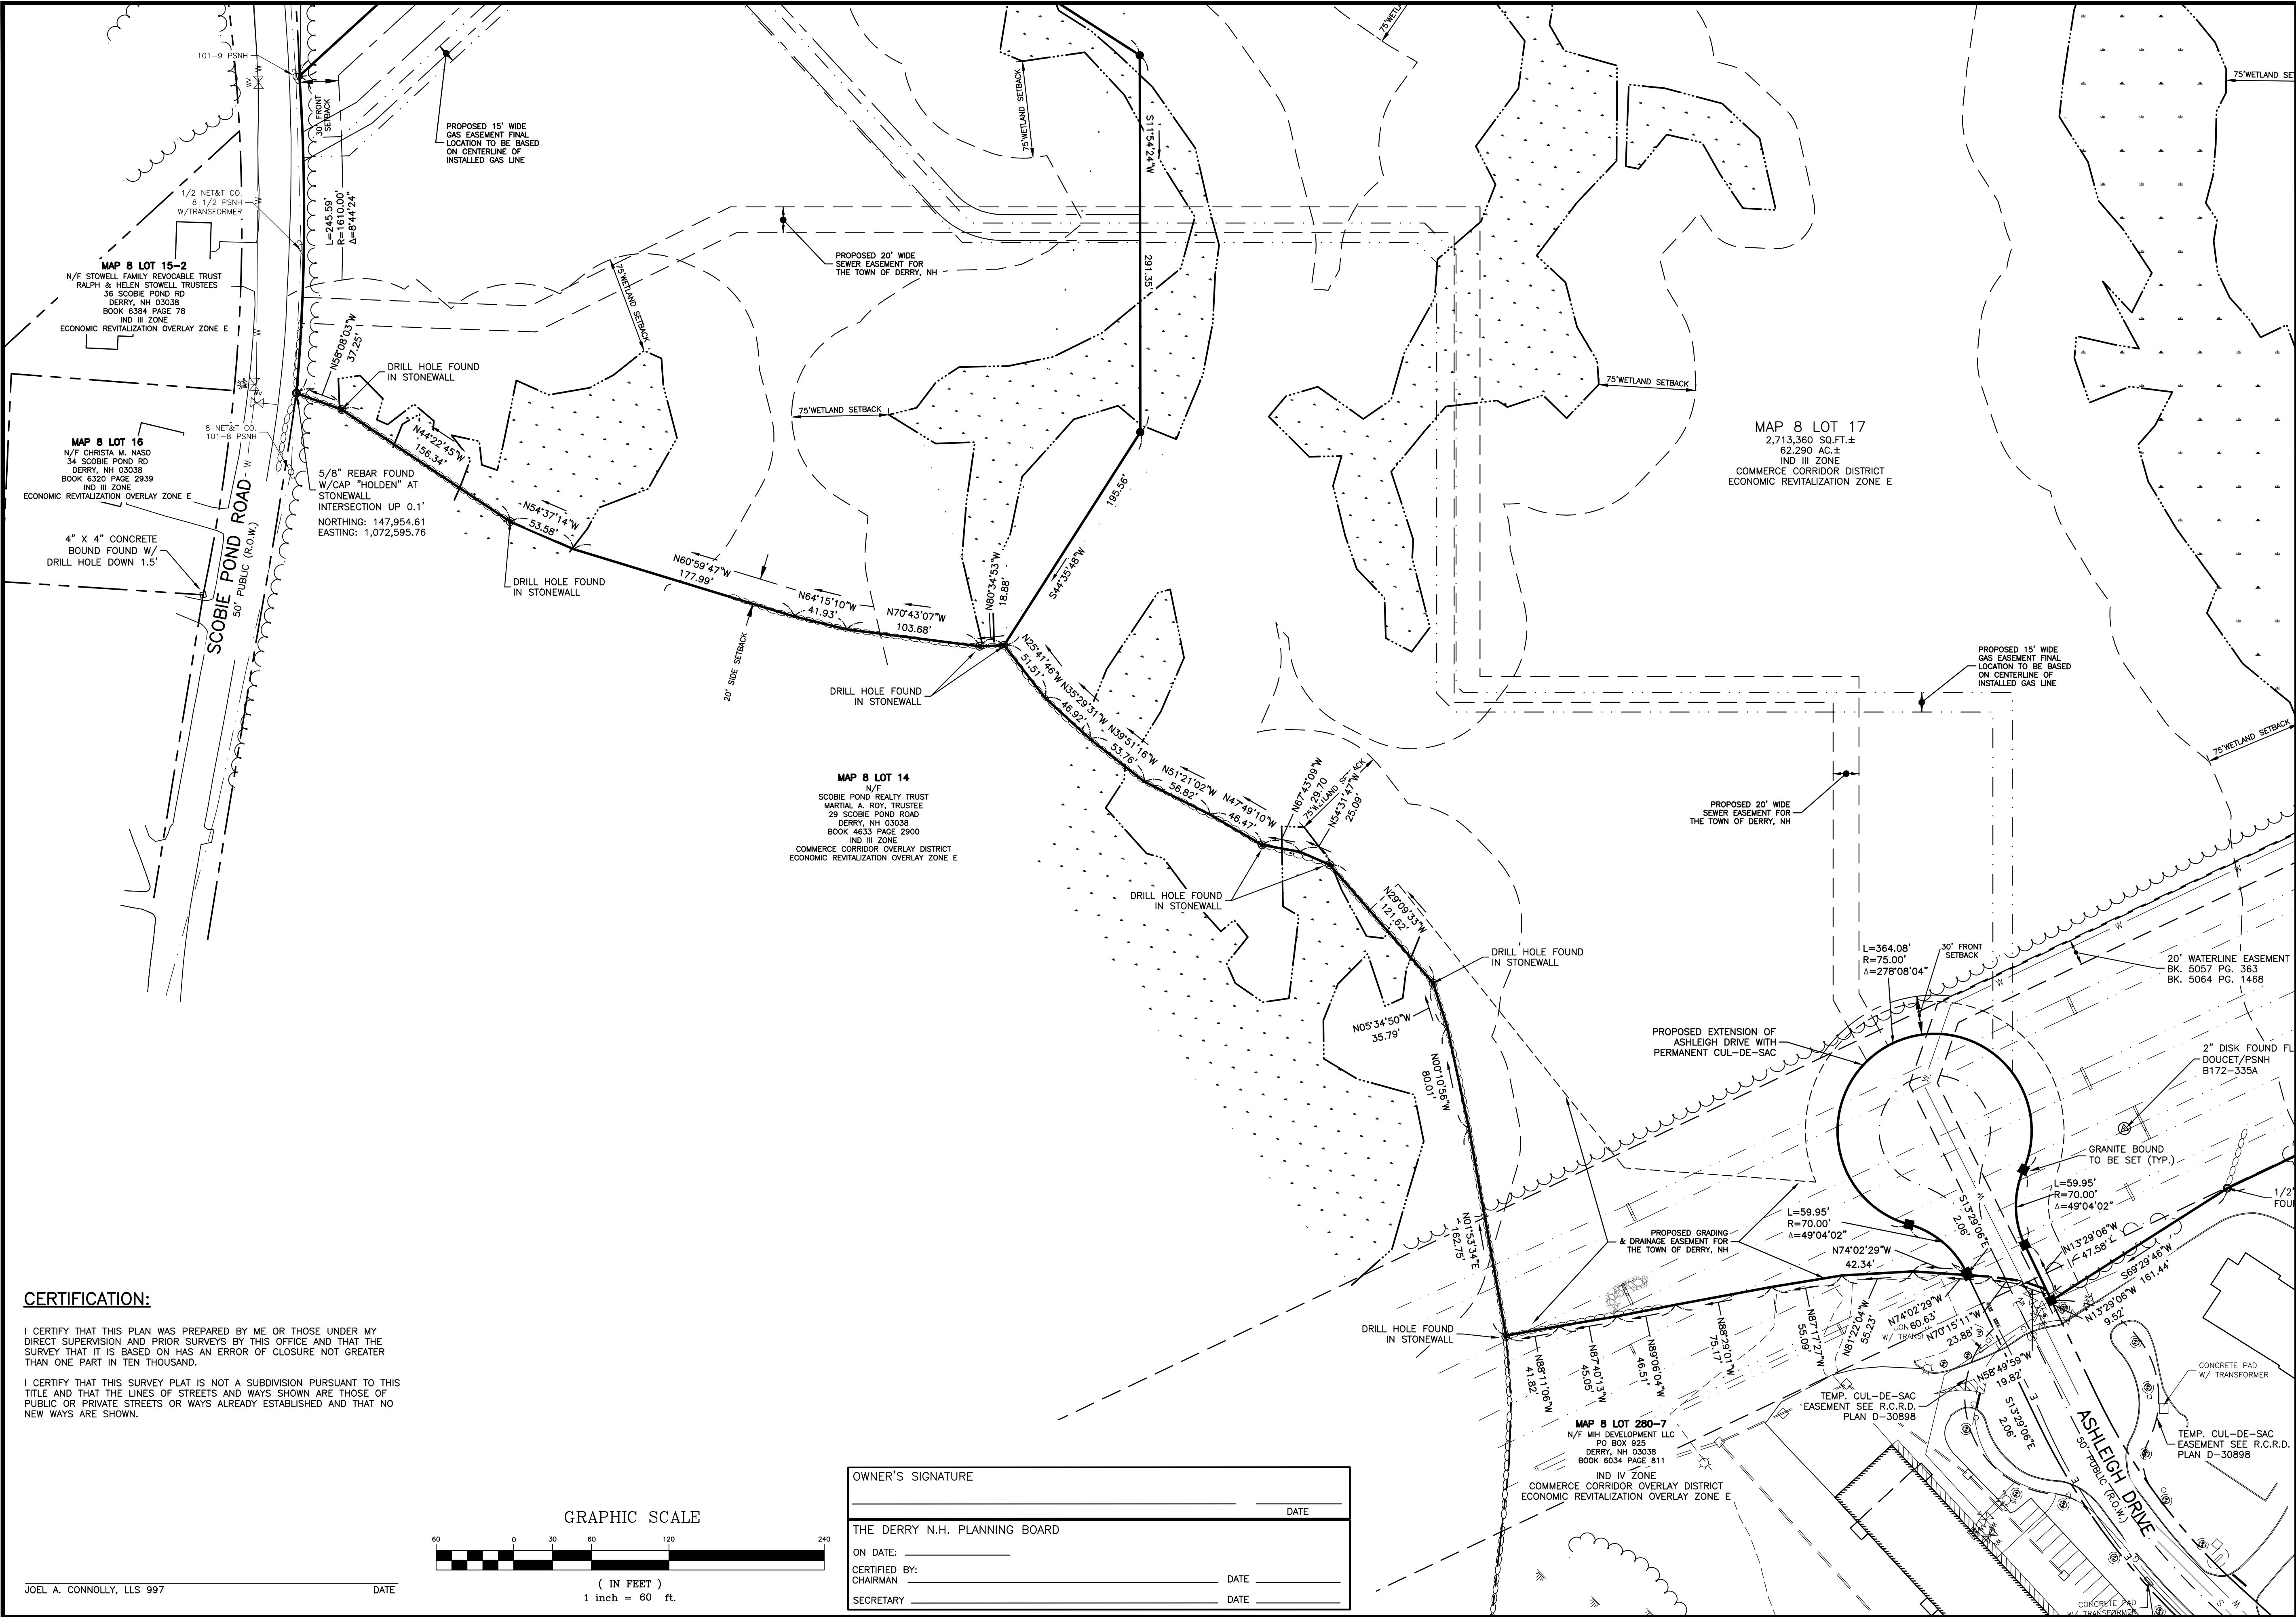 101-9 PSNH
30' FRONT
SETBACK
PROPOSED 15' WIDE
GAS EASEMENT FINAL
LOCATION TO BE BASED
ON CENTERLINE OF
INSTALLED GAS LINE
1/2 NET&T CO.
8 1/2 PSNH
W/TRANSFORMER
L=245.59'
R=1610.00'
Δ=8°44'24"
MAP 8 LOT 15-2
N/F STOWELL FAMILY REVOCABLE TRUST
RALPH & HELEN STOWELL TRUSTEES
36 SCOBIE POND RD
DERRY, NH 03038
BOOK 6384 PAGE 78
IND III ZONE
ECONOMIC REVITALIZATION OVERLAY ZONE E
MAP 8 LOT 16
N/F CHRISTA M. NASO
34 SCOBIE POND RD
DERRY, NH 03038
BOOK 6320 PAGE 2939
IND III ZONE
ECONOMIC REVITALIZATION OVERLAY ZONE E
8 NET&T CO.
101-8 PSNH
4" X 4" CONCRETE
BOUND FOUND W/
DRILL HOLE DOWN 1.5'
SCOBIE POND ROAD
50' PUBLIC (R.O.W.)
5/8" REBAR FOUND
W/CAP "HOLDEN" AT
STONEWALL
INTERSECTION UP 0.1'
NORTHING: 147,954.61
EASTING: 1,072,595.76
N58°08'03"W
37.25'
DRILL HOLE FOUND
IN STONEWALL
N44°22'45"W
156.34'
N54°37'14"W
53.58'
DRILL HOLE FOUND
IN STONEWALL
75'WETLAND SETBACK
N60°59'47"W
177.99'
N64°15'10"W
41.93'
N70°43'07"W
103.68'
N80°34'53"W
18.88'
20' SIDE SETBACK
DRILL HOLE FOUND
IN STONEWALL
PROPOSED 20' WIDE
SEWER EASEMENT FOR
THE TOWN OF DERRY, NH
75'WETLAND SETBACK
75'WETLAND SETBACK
S11°54'24"W
291.35'
195.56'
S44°35'48"W
N25°41'46"W
51.51'
N35°29'31"W
46.92'
N39°51'16"W
53.76'
N51°21'02"W
56.82'
N47°49'10"W
46.47'
N67°43'09"W
29.70
N54°31'47"W
25.09'
DRILL HOLE FOUND
IN STONEWALL
N29°09'33"W
121.62'
DRILL HOLE FOUND
IN STONEWALL
N05°34'50"W
35.79'
N00°10'56"W
80.01'
N01°53'34"E
162.75'
MAP 8 LOT 14
N/F
SCOBIE POND REALTY TRUST
MARTIAL A. ROY, TRUSTEE
29 SCOBIE POND ROAD
DERRY, NH 03038
BOOK 4633 PAGE 2900
IND III ZONE
COMMERCE CORRIDOR OVERLAY DISTRICT
ECONOMIC REVITALIZATION OVERLAY ZONE E
75'WETLAND SETBACK
75'WETLAND SE
MAP 8 LOT 17
2,713,360 SQ.FT.±
62.290 AC.±
IND III ZONE
COMMERCE CORRIDOR DISTRICT
ECONOMIC REVITALIZATION ZONE E
PROPOSED 15' WIDE
GAS EASEMENT FINAL
LOCATION TO BE BASED
ON CENTERLINE OF
INSTALLED GAS LINE
75'WETLAND SETBACK
PROPOSED 20' WIDE
SEWER EASEMENT FOR
THE TOWN OF DERRY, NH
L=364.08'
R=75.00'
Δ=278°08'04"
30' FRONT
SETBACK
20' WATERLINE EASEMENT
BK. 5057 PG. 363
BK. 5064 PG. 1468
PROPOSED EXTENSION OF
ASHLEIGH DRIVE WITH
PERMANENT CUL-DE-SAC
2" DISK FOUND FL
DOUCET/PSNH
B172-335A
GRANITE BOUND
TO BE SET (TYP.)
L=59.95'
R=70.00'
Δ=49°04'02"
1/2"
FOU
L=59.95'
R=70.00'
Δ=49°04'02"
S13°29'06"E
2.06'
PROPOSED GRADING
& DRAINAGE EASEMENT FOR
THE TOWN OF DERRY, NH
N74°02'29"W
42.34'
N13°29'06"W
47.58'
S69°29'46"W
161.44'
N13°29'06"W
9.52'
DRILL HOLE FOUND
IN STONEWALL
N88°11'06"W
41.82'
N87°40'13"W
45.05'
N89°06'04"W
46.51'
N88°29'01"W
75.17'
N87°17'27"W
55.09'
N81°22'04"W
55.23'
N74°02'29"W
60.63'
N70°15'11"W
23.88'
N58°49'59"W
19.82'
S13°29'06"E
2.06'
TEMP. CUL-DE-SAC
EASEMENT SEE R.C.R.D.
PLAN D-30898
CONCRETE PAD
W/ TRANSFORMER
TEMP. CUL-DE-SAC
EASEMENT SEE R.C.R.D.
PLAN D-30898
ASHLEIGH DRIVE
50' PUBLIC (R.O.W.)
CONCRETE PAD
W/ TRANSFORMER
MAP 8 LOT 280-7
N/F MIH DEVELOPMENT LLC
PO BOX 925
DERRY, NH 03038
BOOK 6034 PAGE 811
IND IV ZONE
COMMERCE CORRIDOR OVERLAY DISTRICT
ECONOMIC REVITALIZATION OVERLAY ZONE E
CERTIFICATION:
I CERTIFY THAT THIS PLAN WAS PREPARED BY ME OR THOSE UNDER MY
DIRECT SUPERVISION AND PRIOR SURVEYS BY THIS OFFICE AND THAT THE
SURVEY THAT IT IS BASED ON HAS AN ERROR OF CLOSURE NOT GREATER
THAN ONE PART IN TEN THOUSAND.
I CERTIFY THAT THIS SURVEY PLAT IS NOT A SUBDIVISION PURSUANT TO THIS
TITLE AND THAT THE LINES OF STREETS AND WAYS SHOWN ARE THOSE OF
PUBLIC OR PRIVATE STREETS OR WAYS ALREADY ESTABLISHED AND THAT NO
NEW WAYS ARE SHOWN.
JOEL A. CONNOLLY, LLS 997 DATE
GRAPHIC SCALE
60 0 30 60 120 240
( IN FEET )
1 inch = 60 ft.
OWNER'S SIGNATURE
DATE
THE DERRY N.H. PLANNING BOARD
ON DATE:
CERTIFIED BY:
CHAIRMAN DATE
SECRETARY DATE